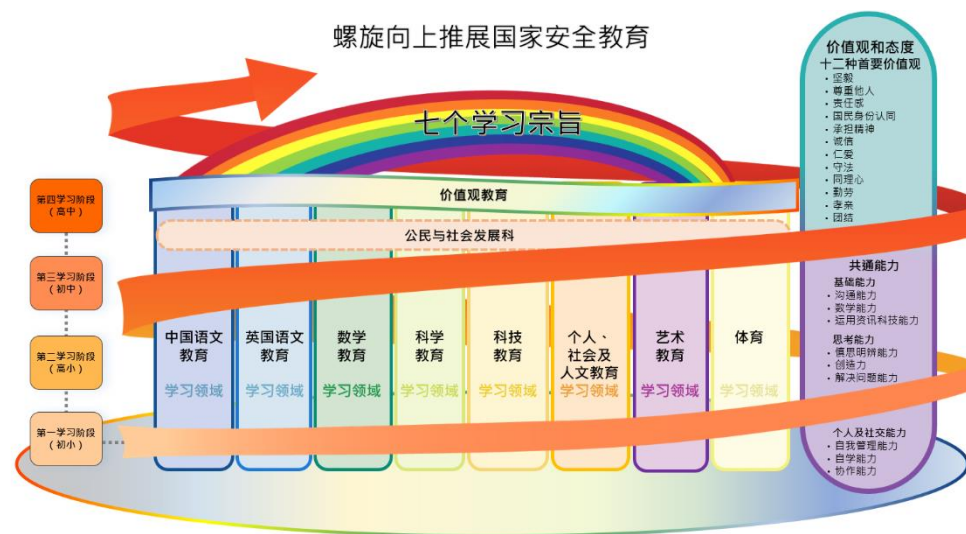 螺旋向上推展国家安全教育
七个学习宗旨
价值观教育
公民与社会发展科
第四学习阶段
（高中）
第三学习阶段
（初中）
第二学习阶段
（高小）
第一学习阶段
（初小）
中国语文
教育
学习领域
英国语文
教育
学习领域
数学
教育
学习领域
科学
教育
学习领域
科技
教育
学习领域
个人、
社会及
人文教育
学习领域
艺术
教育
学习领域
体育
学习领域
价值观和态度
十二种首要价值观
• 坚毅
• 尊重他人
• 责任感
• 国民身份认同
• 承担精神
• 诚信
• 仁爱
• 守法
• 同理心
• 勤劳
• 孝亲
• 团结
共通能力
基础能力
• 沟通能力
• 数学能力
• 运用资讯科技能力
思考能力
• 慎思明辨能力
• 创造力
• 解决问题能力
个人及社交能力
• 自我管理能力
• 自学能力
• 协作能力